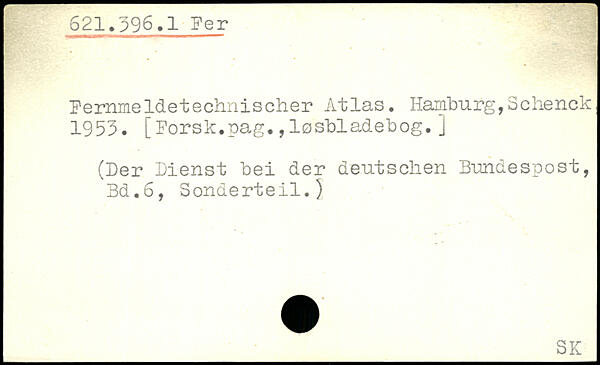 621.396.1 Fer
Fernmeldetechnischer Atlas. Hamburg,Schenck,
1953. [Forsk.pag.,løsbladebog.]
(Der Dienst bei der deutschen Bundespost,
Bd.6, Sonderteil.)
SK